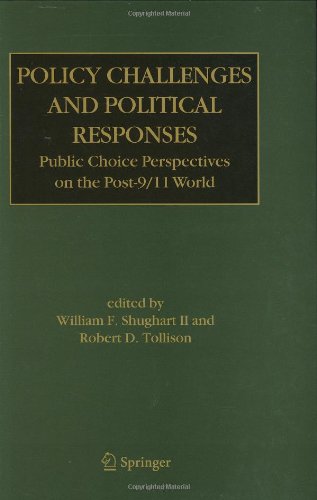 POLICY CHALLENGES
AND POLITICAL
RESPONSES
Public Choice Perspectives
on the Post-9/11 World
edited by
William F. Shughart II and
Robert D. Tollison
Springer